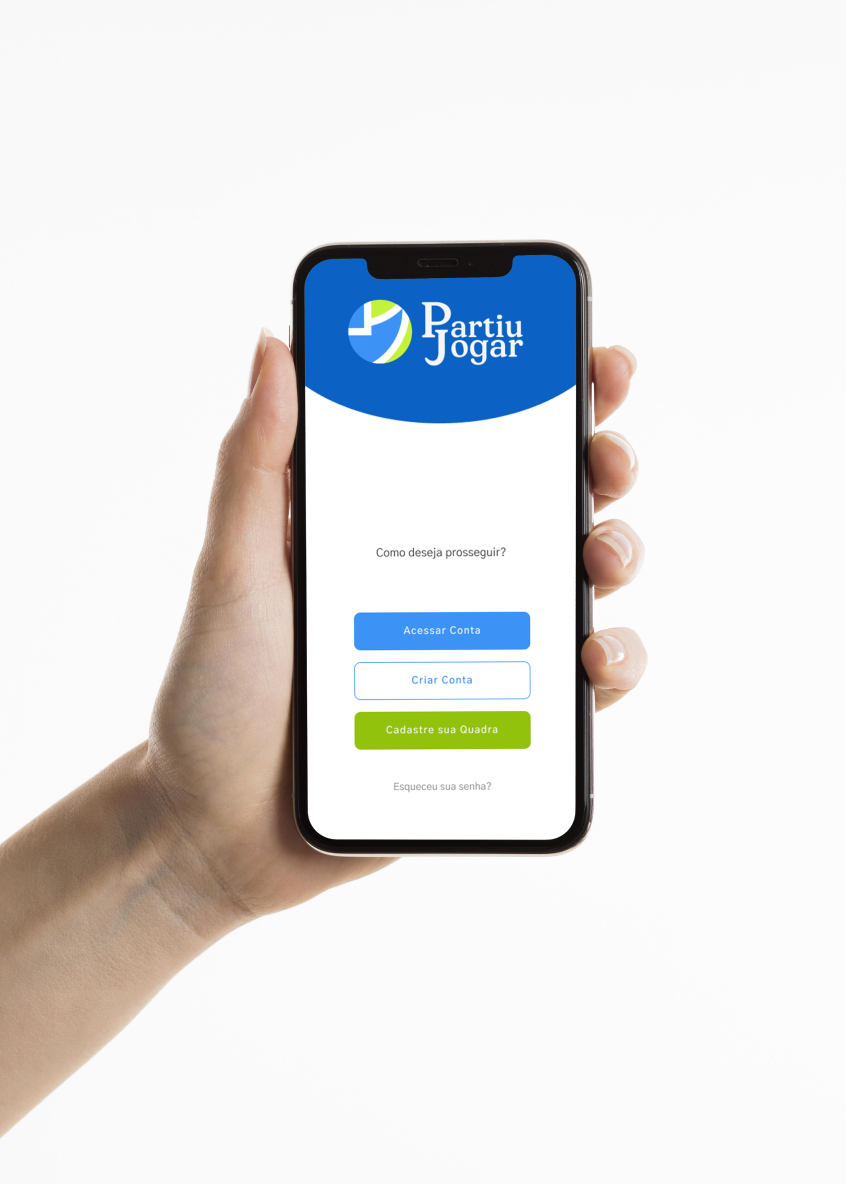 Partiu
Jogar
Como deseja prosseguir?
Acessar Conta
Criar Conta
Cadastre sua Quadra
Esqueceu sua senha?